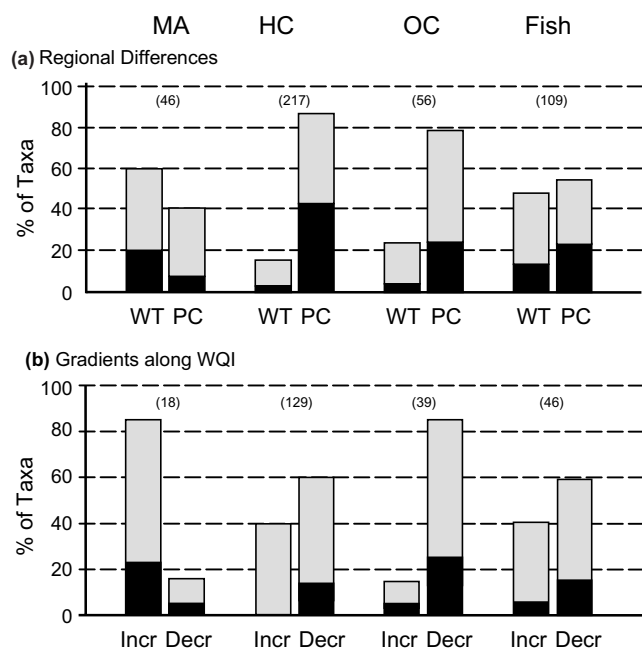 MA HC OC Fish
(a) Regional Differences
100
(46) (217) (56) (109)
80
60
40
20
0
% of Taxa
WT PC WT PC WT PC WT PC
(b) Gradients along WQI
100
(18) (129) (39) (46)
80
60
40
20
0
% of Taxa
Incr Decr Incr Decr Incr Decr Incr Decr